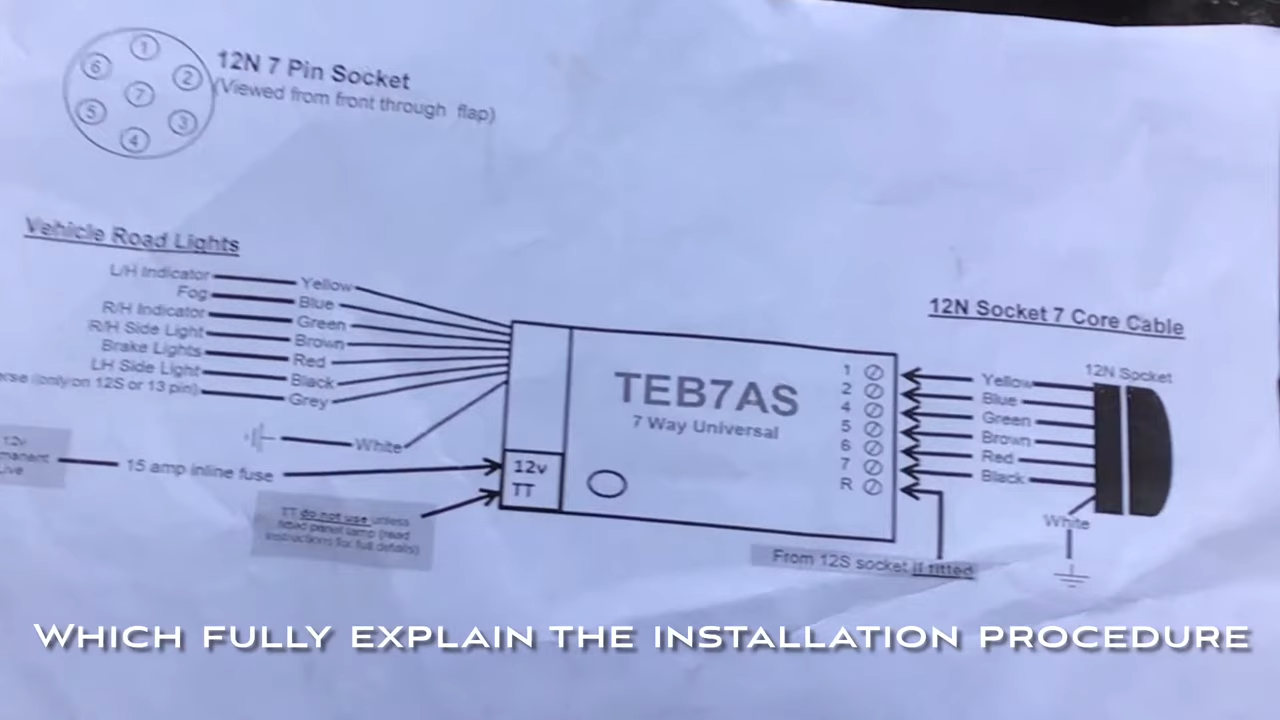 1
6
2
7
5
3
4
12N 7 Pin Socket
(Viewed from front through flap)
Vehicle Road Lights
L/H Indicator Yellow
Fog Blue
R/H Indicator Green
R/H Side Light Brown
Brake Lights Red
LH Side Light Black
rse (only on 12S or 13 pin) Grey
White
12v
manent
Live
15 amp inline fuse
12v
TT
TT do not use unless
instructions for full details)
TEB7AS
7 Way Universal
1
2
4
5
6
7
R
12N Socket 7 Core Cable
12N Socket
Yellow
Blue
Green
Brown
Red
Black
White
From 12S socket if fitted
Which fully explain the installation procedure